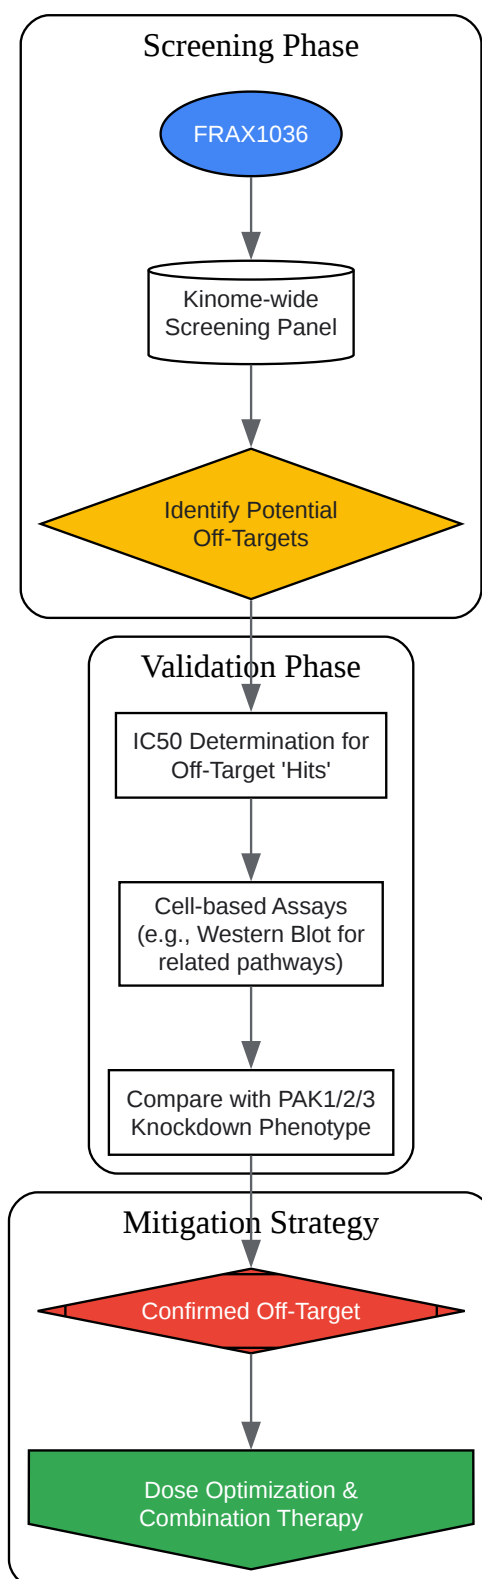 Screening Phase
FRAX1036
Kinome-wide
Screening Panel
Identify Potential
Off-Targets
Validation Phase
IC50 Determination for
Off-Target 'Hits'
Cell-based Assays
(e.g., Western Blot for
related pathways)
Compare with PAK1/2/3
Knockdown Phenotype
Mitigation Strategy
Confirmed Off-Target
Dose Optimization &
Combination Therapy